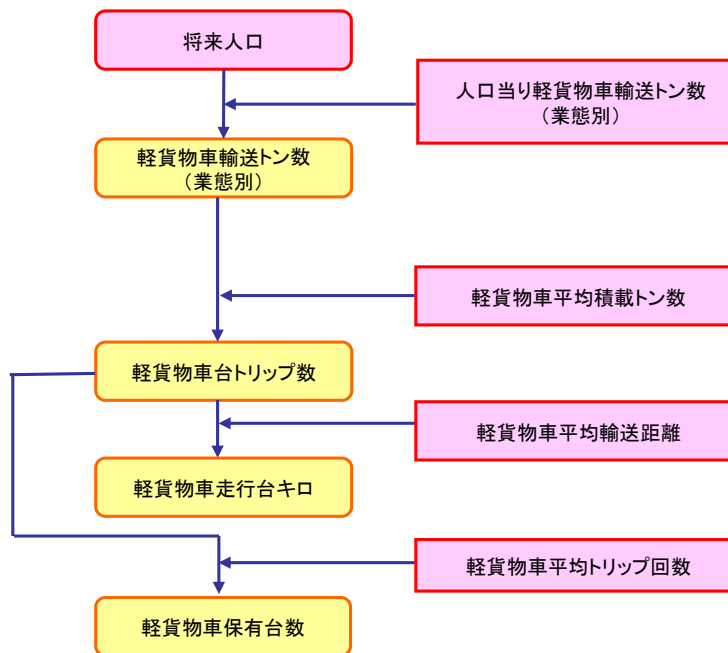 将来人口
人口当り軽貨物車輸送トン数
（業態別）
軽貨物車輸送トン数
（業態別）
軽貨物車平均積載トン数
軽貨物車台トリップ数
軽貨物車平均輸送距離
軽貨物車走行台キロ
軽貨物車平均トリップ回数
軽貨物車保有台数